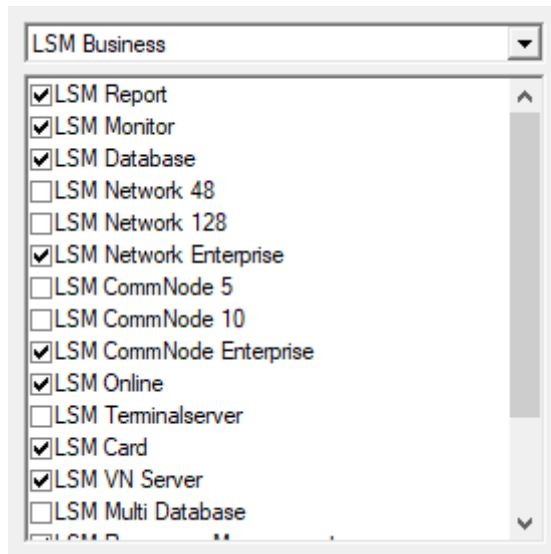 LSM Business
LSM Report
LSM Monitor
LSM Database
LSM Network 48
LSM Network 128
LSM Network Enterprise
LSM CommNode 5
LSM CommNode 10
LSM CommNode Enterprise
LSM Online
LSM Terminalserver
LSM Card
LSM VN Server
LSM Multi Database
LSM